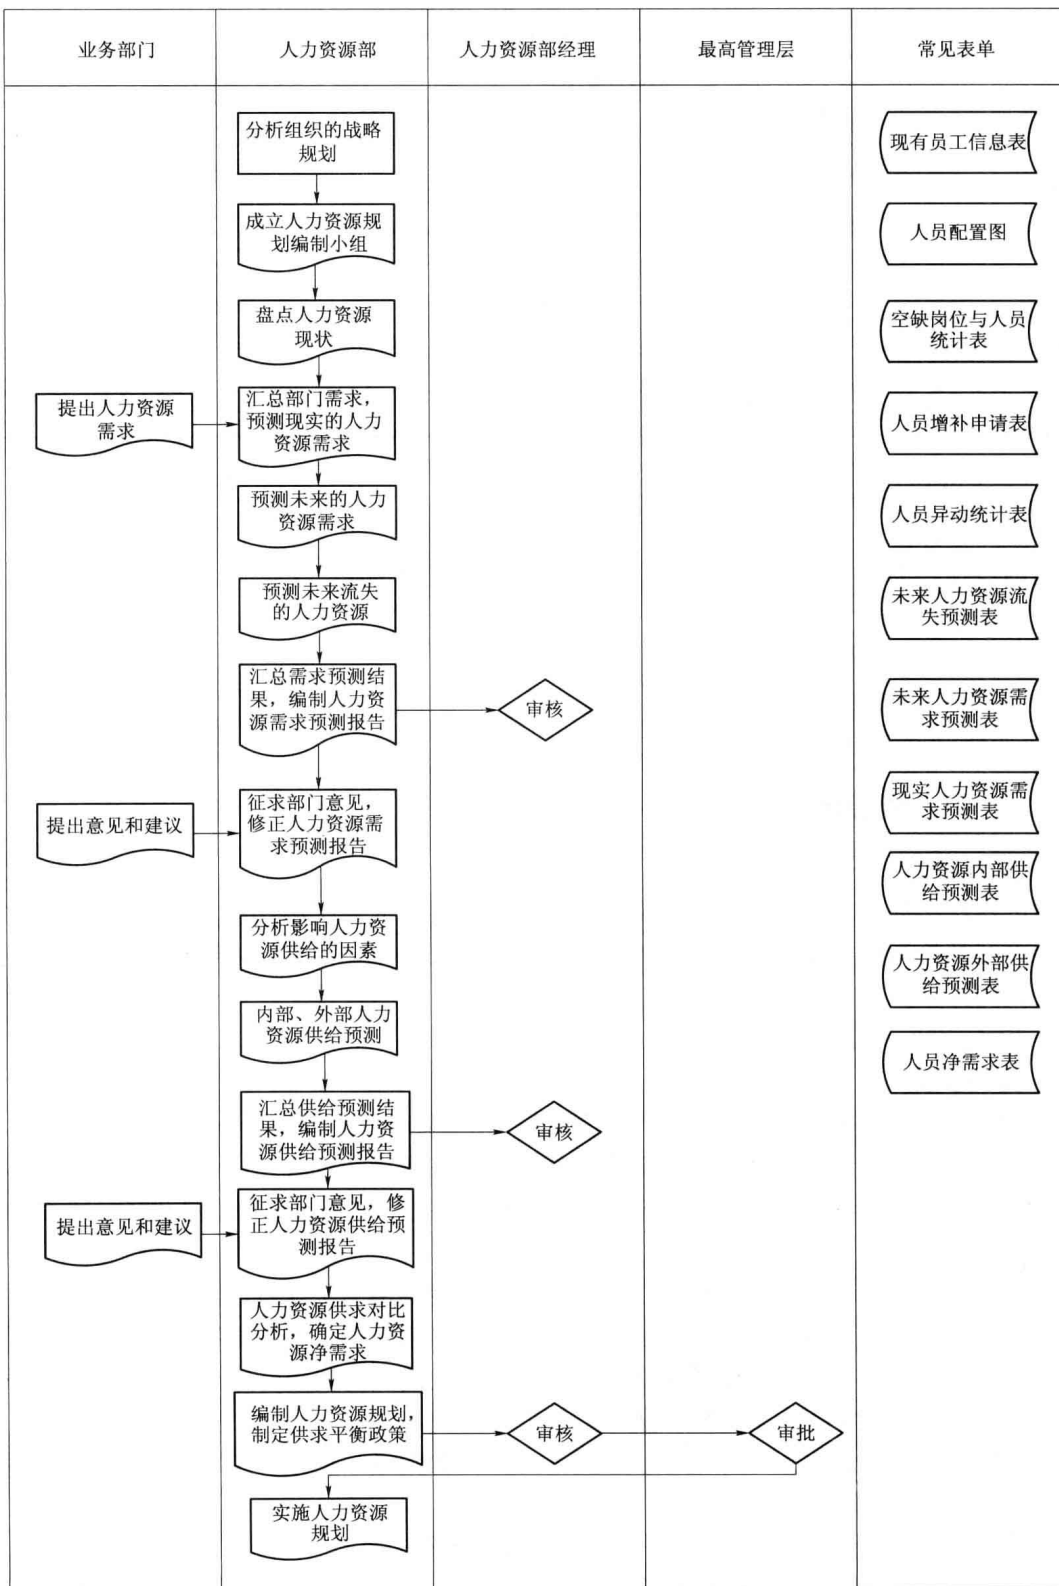 业务部门
人力资源部
人力资源部经理
最高管理层
常见表单
分析组织的战略
规划
现有员工信息表
成立人力资源规
划编制小组
人员配置图
盘点人力资源
现状
空缺岗位与人员
统计表
提出人力资源
需求
汇总部门需求，
预测现实的人力
资源需求
人员增补申请表
预测未来的人力
资源需求
人员异动统计表
预测未来流失
的人力资源
未来人力资源流
失预测表
汇总需求预测结
果，编制人力资
源需求预测报告
审核
未来人力资源需
求预测表
提出意见和建议
征求部门意见，
修正人力资源需
求预测报告
现实人力资源需
求预测表
人力资源内部供
给预测表
分析影响人力资
源供给的因素
人力资源外部供
给预测表
内部、外部人力
资源供给预测
人员净需求表
汇总供给预测结
果，编制人力资
源供给预测报告
审核
提出意见和建议
征求部门意见，修
正人力资源供给预
测报告
人力资源供求对比
分析，确定人力资
源净需求
编制人力资源规划，
制定供求平衡政策
审核
审批
实施人力资源
规划